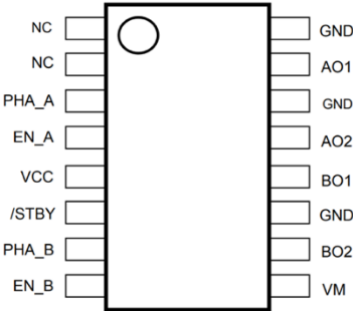 NC GND
NC AO1
PHA_A GND
EN_A AO2
VCC BO1
/STBY GND
PHA_B BO2
EN_B VM